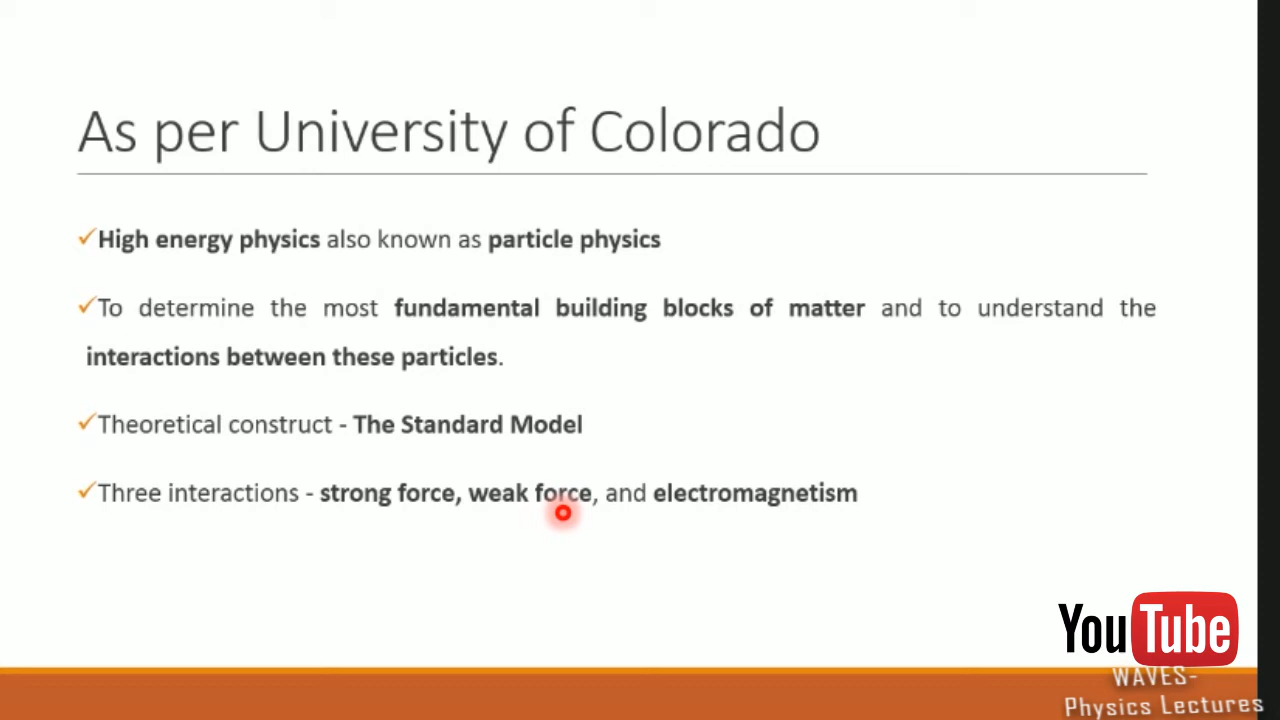 As per University of Colorado
✓High energy physics also known as particle physics
✓To determine the most fundamental building blocks of matter and to understand the
interactions between these particles.
✓Theoretical construct - The Standard Model
✓Three interactions - strong force, weak force, and electromagnetism
YouTube
WAVES-
Physics Lectures